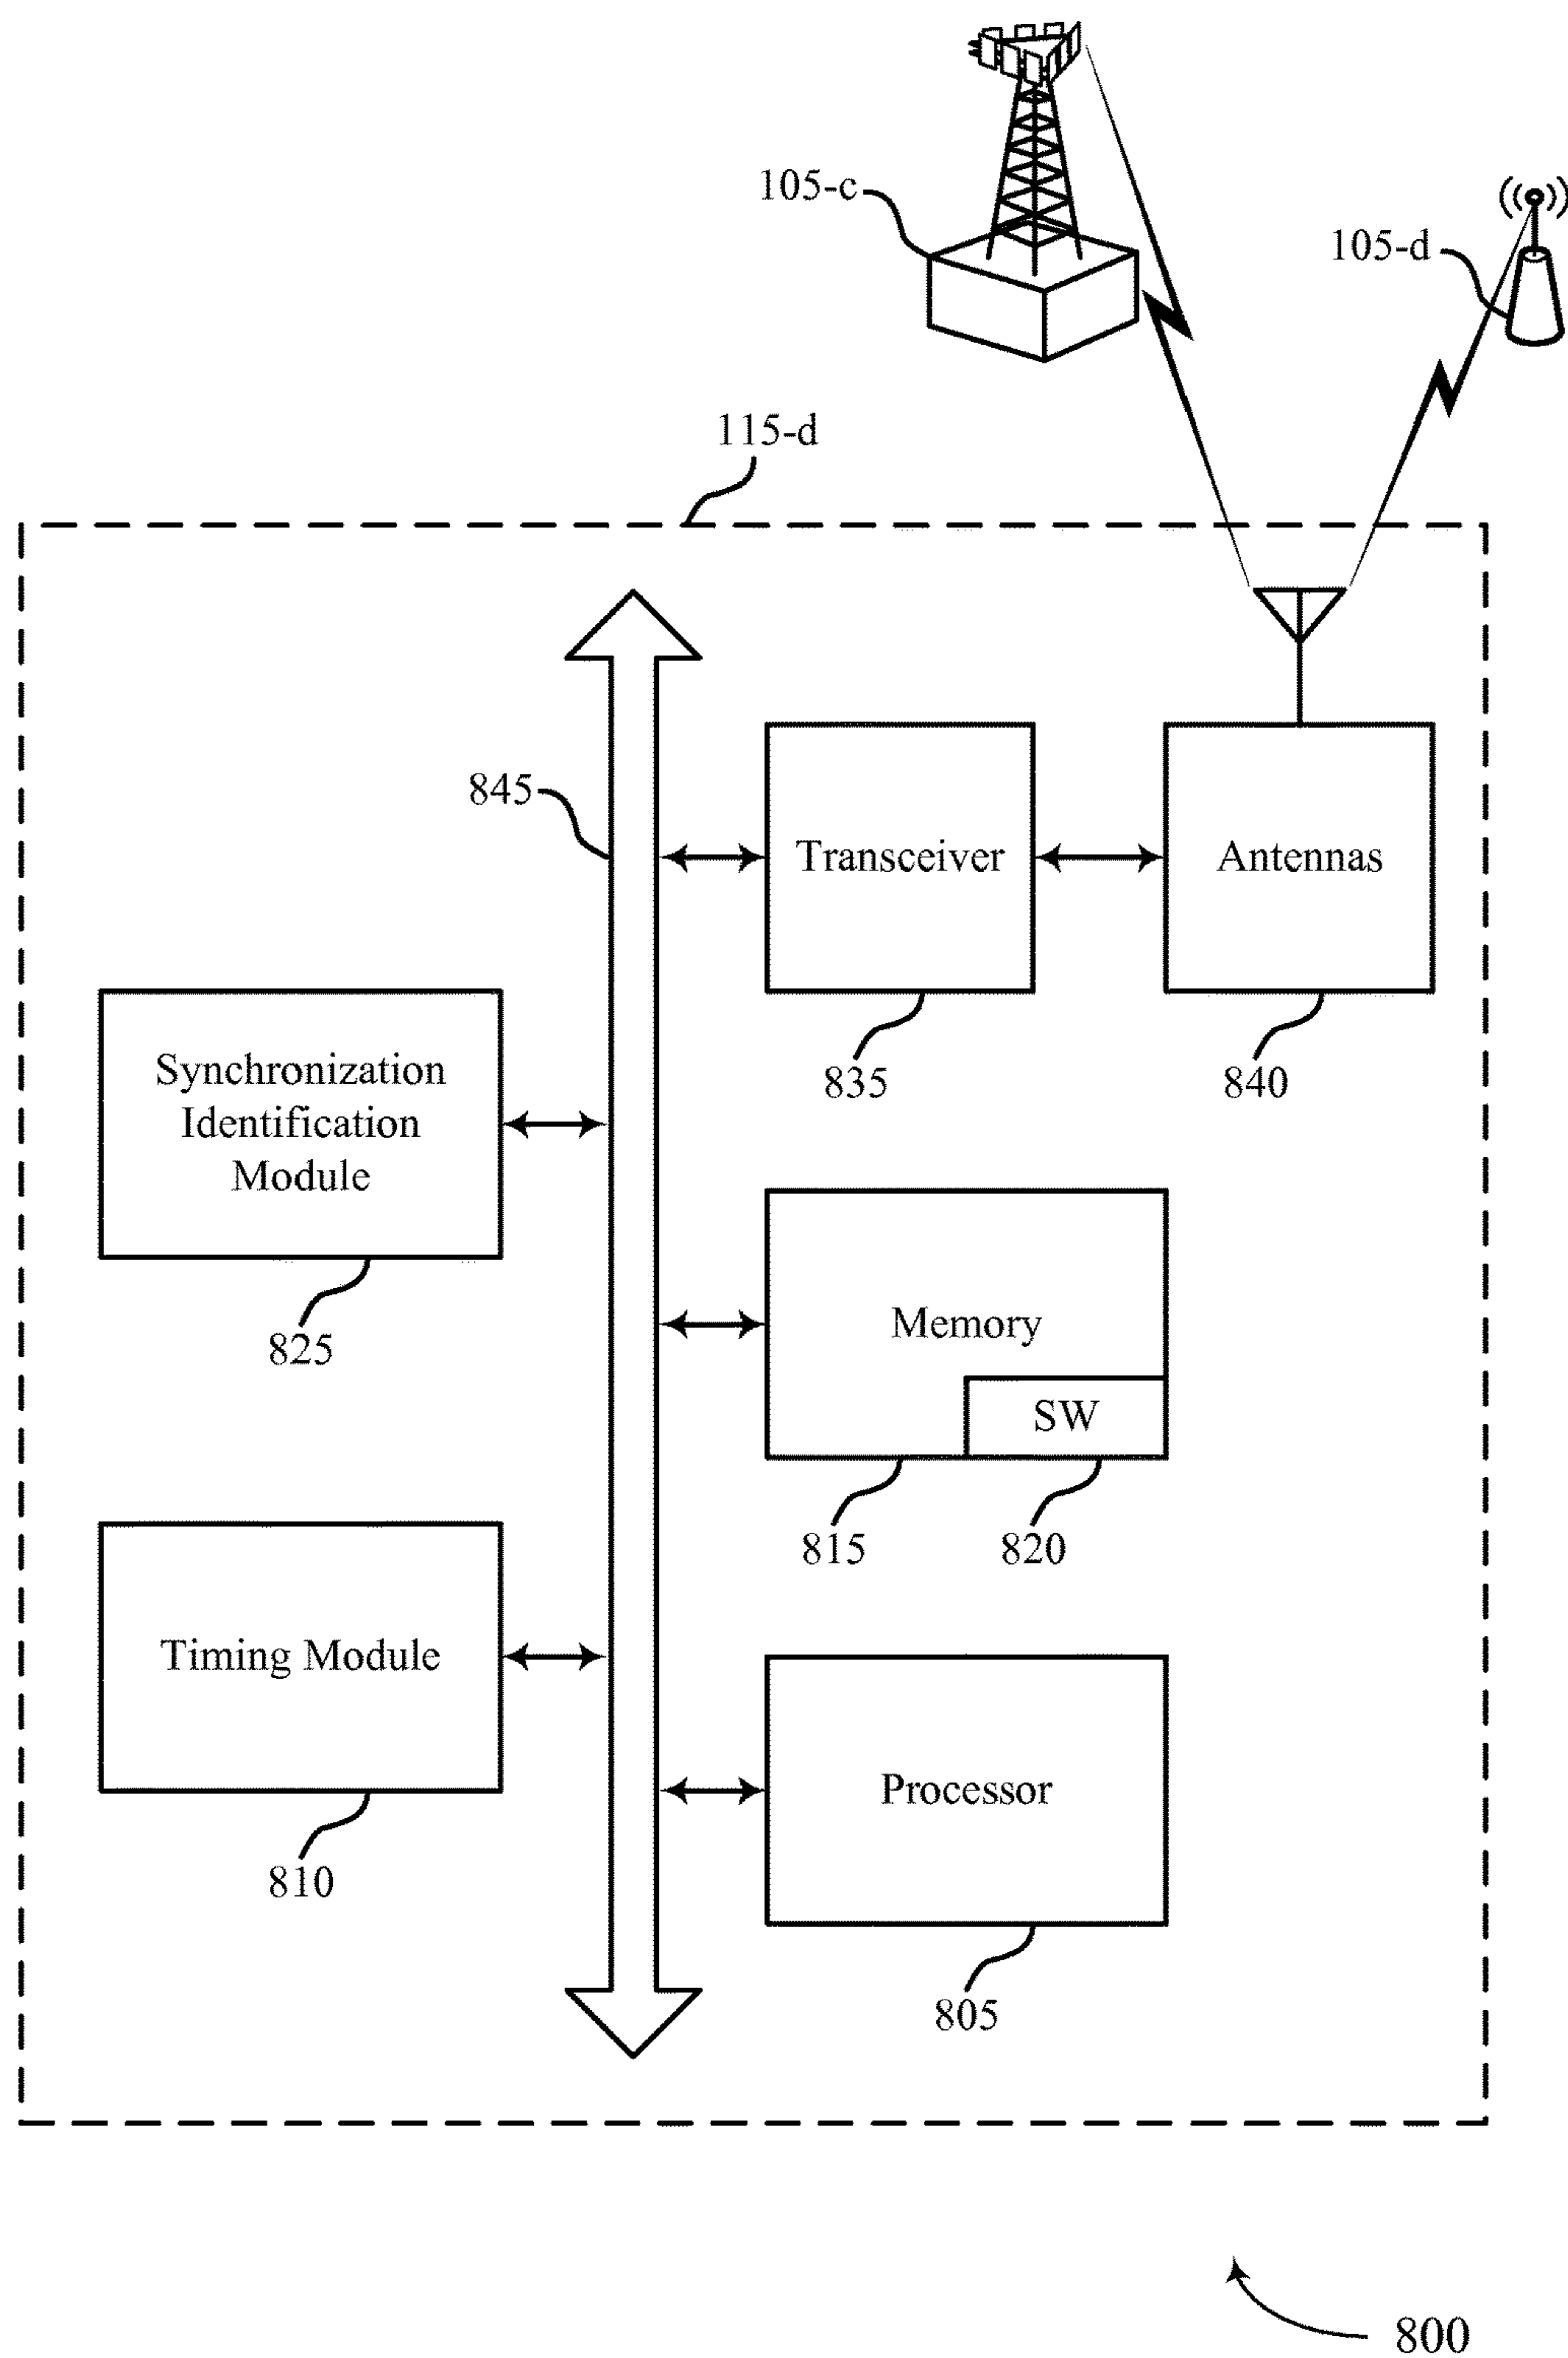 105-c
105-d
115-d
845
Transceiver
Antennas
835
840
Synchronization
Identification
Module
825
Memory
SW
815
820
Timing Module
810
Processor
805
800